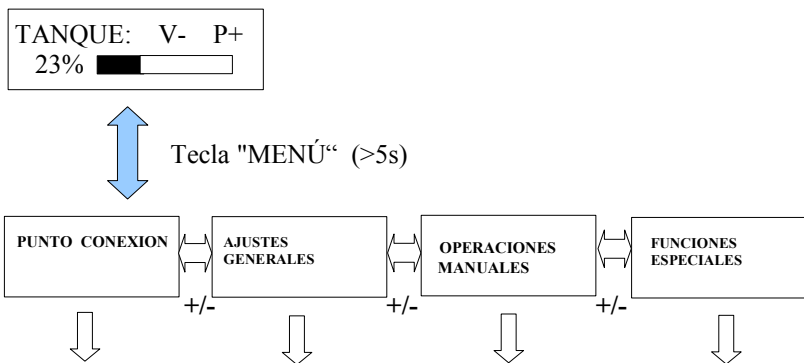 TANQUE: V- P+
23%
Tecla "MENÚ“ (>5s)
PUNTO CONEXION
AJUSTES
GENERALES
OPERACIONES
MANUALES
FUNCIONES
ESPECIALES
+/-
+/-
+/-